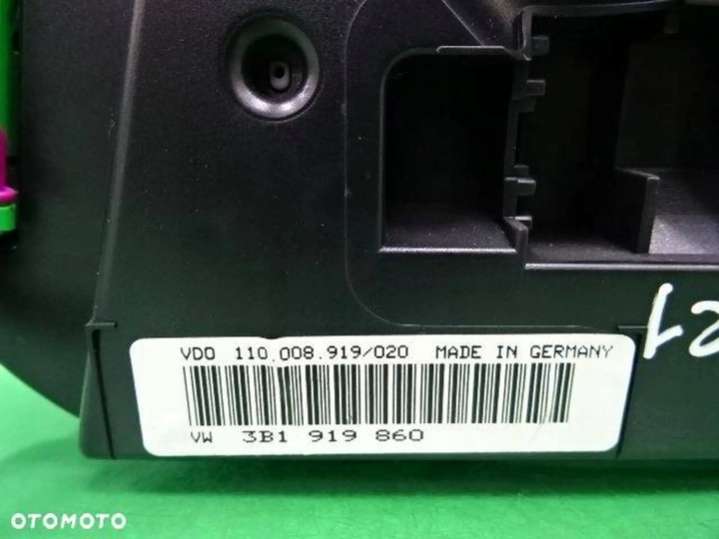 VDO 110.008.919/020 MADE IN GERMANY
VW 3B1 919 860
OTOMOTO